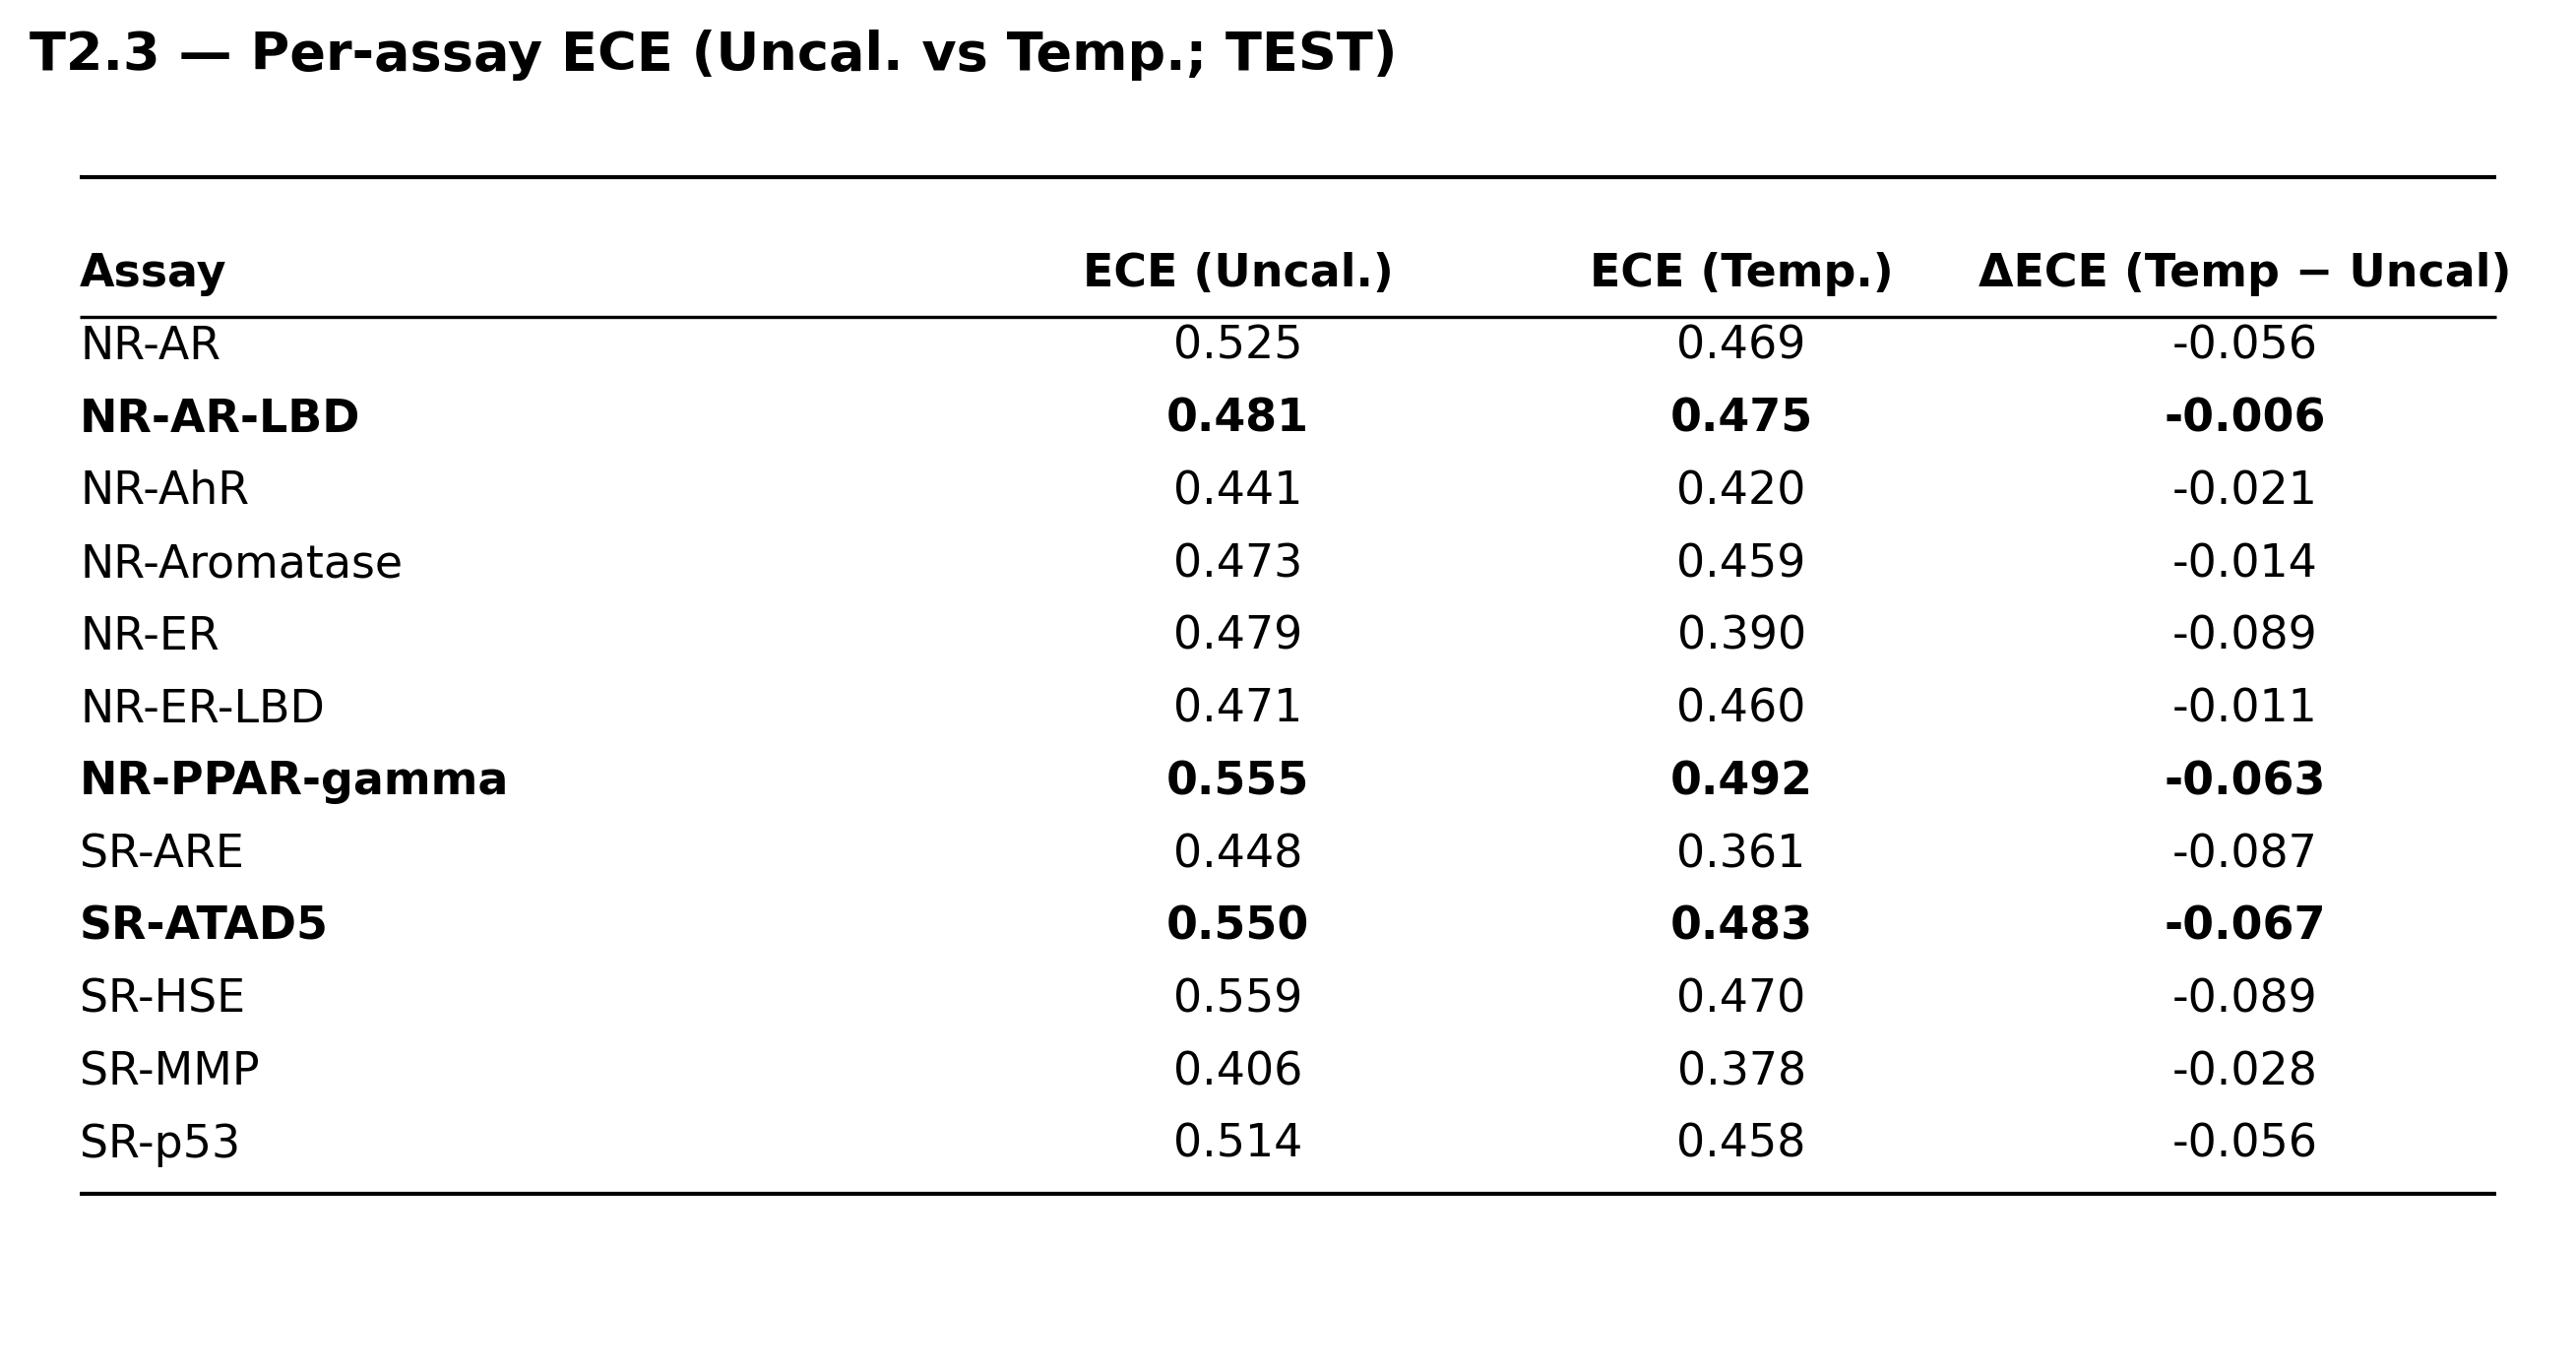 T2.3 — Per-assay ECE (Uncal. vs Temp.; TEST)
Assay ECE (Uncal.) ECE (Temp.) ΔECE (Temp − Uncal)
NR-AR 0.525 0.469 -0.056
NR-AR-LBD 0.481 0.475 -0.006
NR-AhR 0.441 0.420 -0.021
NR-Aromatase 0.473 0.459 -0.014
NR-ER 0.479 0.390 -0.089
NR-ER-LBD 0.471 0.460 -0.011
NR-PPAR-gamma 0.555 0.492 -0.063
SR-ARE 0.448 0.361 -0.087
SR-ATAD5 0.550 0.483 -0.067
SR-HSE 0.559 0.470 -0.089
SR-MMP 0.406 0.378 -0.028
SR-p53 0.514 0.458 -0.056